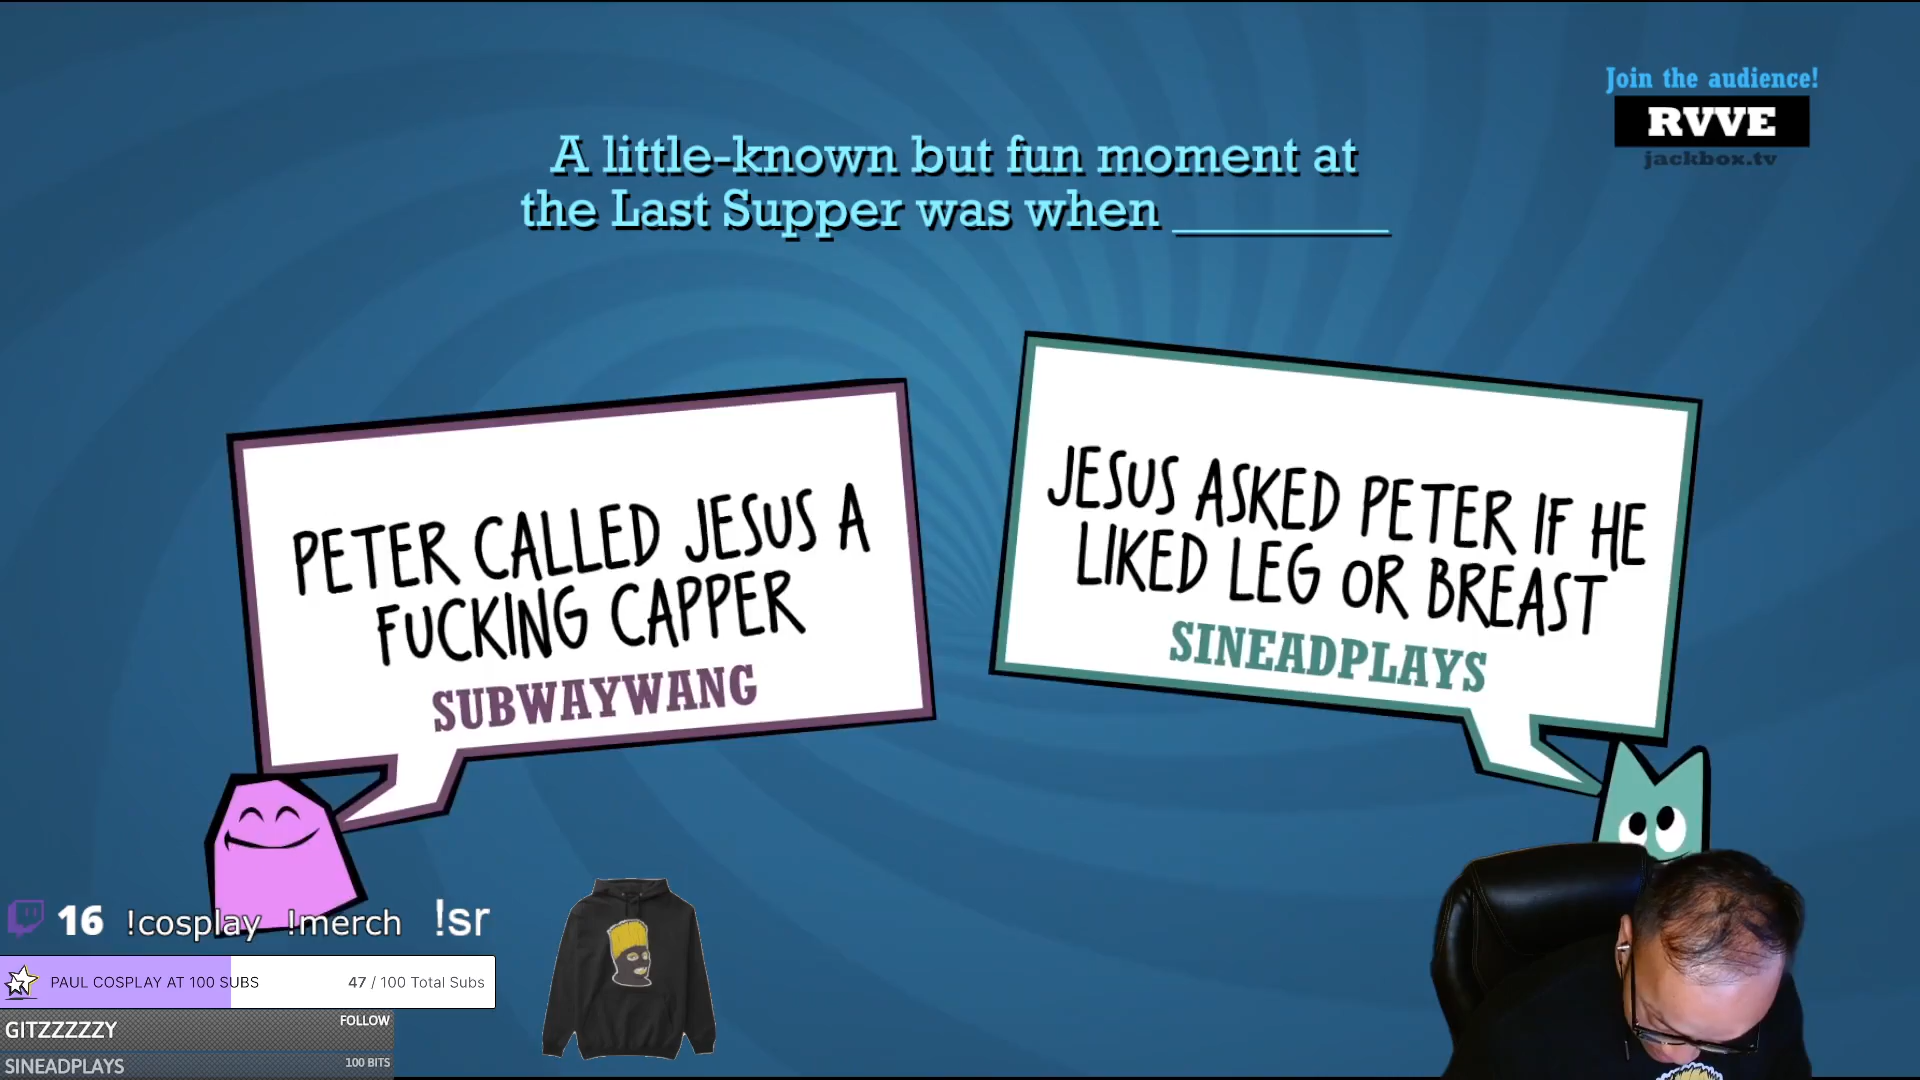 Join the audience!
RVVE
jackbox.tv
A little-known but fun moment at
the Last Supper was when ________
PETER CALLED JESUS A
FUCKING CAPPER
SUBWAYWANG
JESUS ASKED PETER IF HE
LIKED LEG OR BREAST
SINEADPLAYS
16 !cosplay !merch !sr
PAUL COSPLAY AT 100 SUBS 47 / 100 Total Subs
GITZZZZZY FOLLOW
SINEADPLAYS 100 BITS